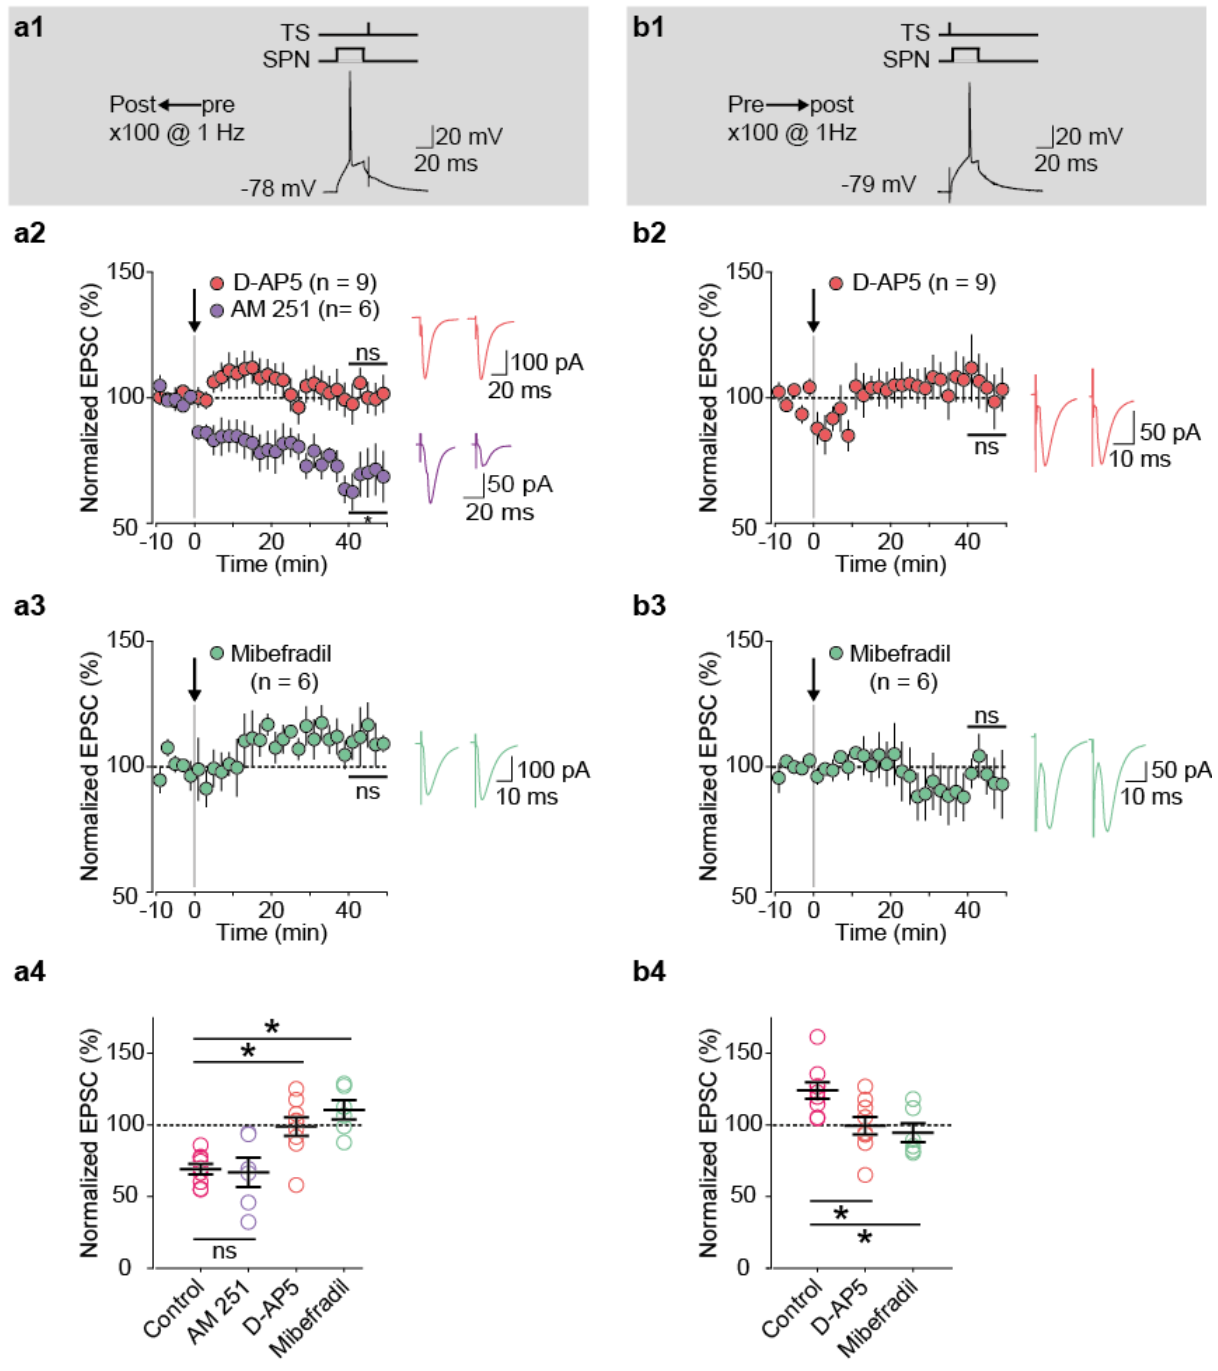 a1
TS
SPN
Post pre
x100 @ 1 Hz
20 mV
20 ms
-78 mV
b1
TS
SPN
Pre post
x100 @ 1Hz
20 mV
20 ms
-79 mV
a2
Normalized EPSC (%)
150
100
50
D-AP5 (n = 9)
AM 251 (n= 6)
ns
*
100 pA
20 ms
50 pA
20 ms
-10 0 20 40
Time (min)
b2
Normalized EPSC (%)
150
100
50
D-AP5 (n = 9)
ns
50 pA
10 ms
-10 0 20 40
Time (min)
a3
Normalized EPSC (%)
150
100
50
Mibefradil
(n = 6)
ns
100 pA
10 ms
-10 0 20 40
Time (min)
b3
Normalized EPSC (%)
150
100
50
Mibefradil
(n = 6)
ns
50 pA
10 ms
-10 0 20 40
Time (min)
a4
Normalized EPSC (%)
150
100
50
0
*
*
ns
Control
AM 251
D-AP5
Mibefradil
b4
Normalized EPSC (%)
150
100
50
0
*
*
Control
D-AP5
Mibefradil